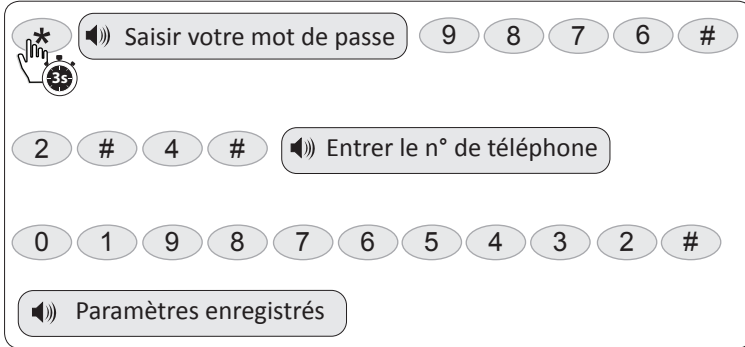 * Saisir votre mot de passe 9 8 7 6 #
3s
2 # 4 # Entrer le n° de téléphone
0 1 9 8 7 6 5 4 3 2 #
Paramètres enregistrés